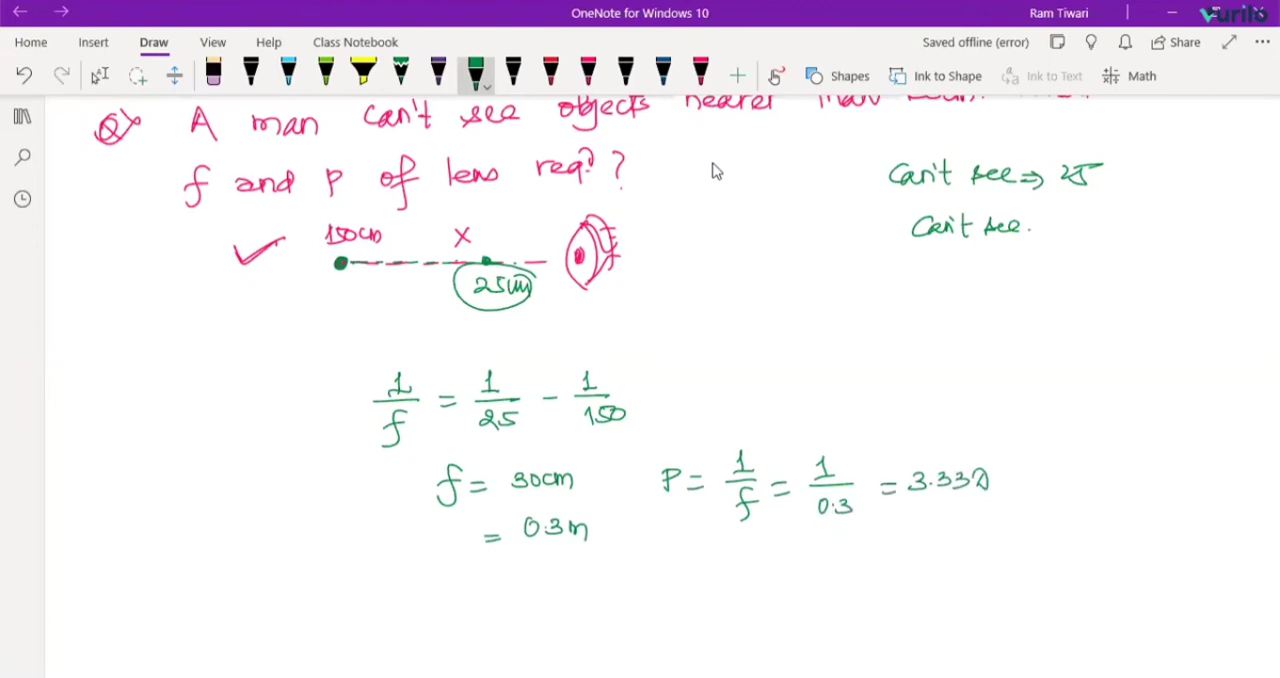 OneNote for Windows 10
Ram Tiwari
Vurilo
Home Insert Draw View Help Class Notebook
Saved offline (error) Share
Shapes Ink to Shape Ink to Text Math
Q> A man can't see objects nearer than
f and p of lens req? ?
Can't see ⇒ 25
Can't see.
150cm X
25cm
1/f = 1/25 - 1/150
f = 30cm P = 1/f = 1/0.3 = 3.33D
= 0.3m